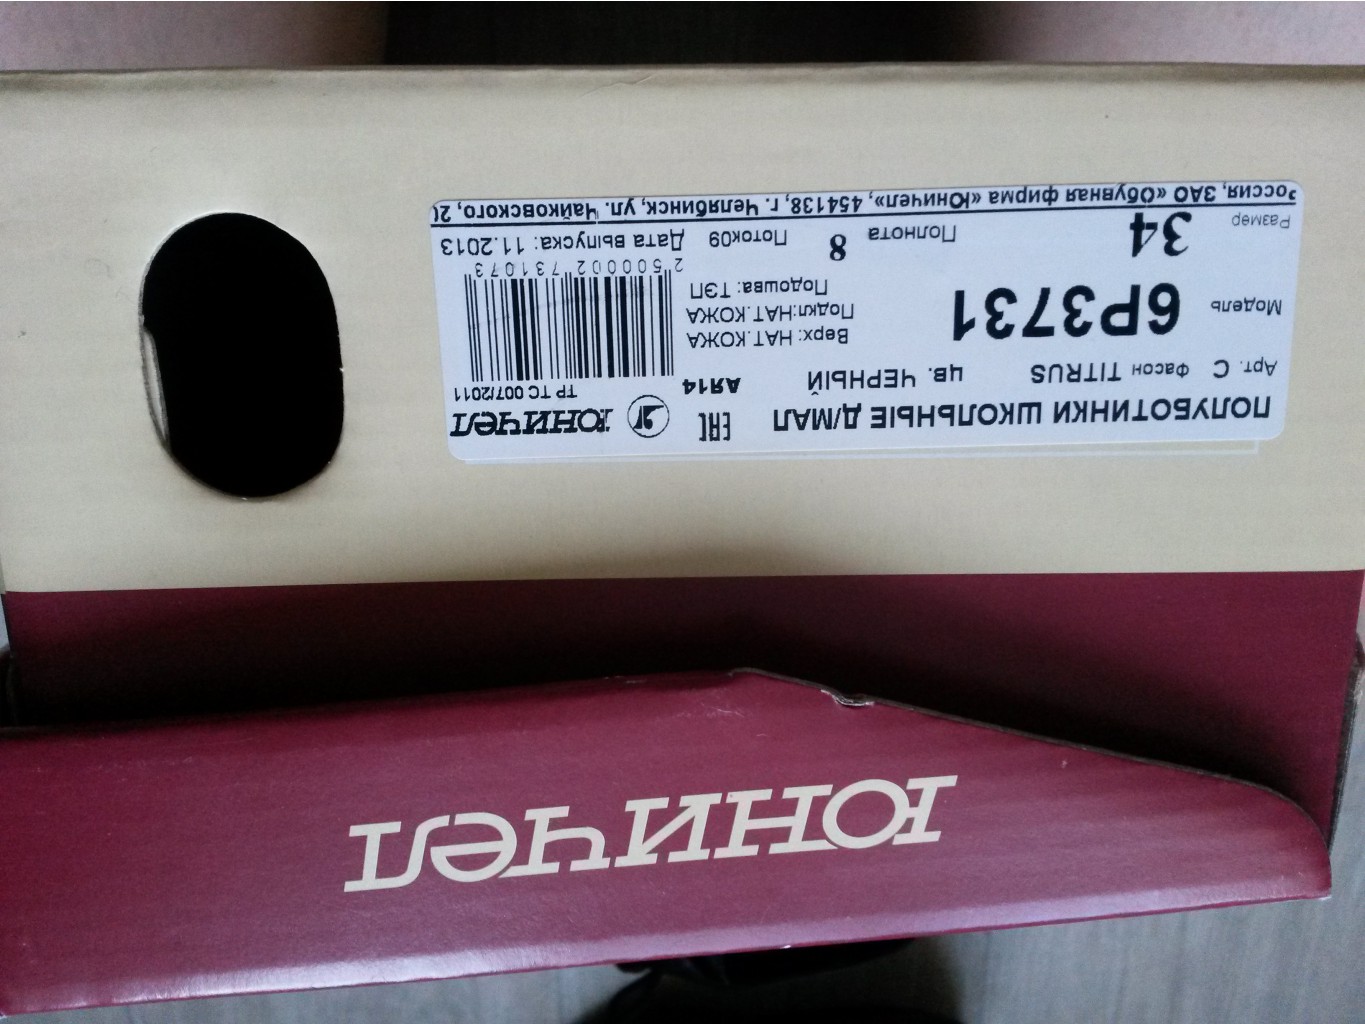 ЮНИЧЕЛ
ПОЛУБОТИНКИ ШКОЛЬНЫЕ Д/МАЛ
EAC
ЮНИЧЕЛ
Арт. С Фасон TITRUS цв. ЧЕРНЫЙ АЯ14
ТР ТС 007/2011
Модель 6Р3731
Верх: НАТ.КОЖА
Подкл:НАТ.КОЖА
Подошва: ТЭП
2 500002 731073
Размер 34 Полнота 8 Поток09 Дата выпуска: 11.2013
Россия, ЗАО «Обувная фирма «Юничел», 454138, г. Челябинск, ул. Чайковского, 20